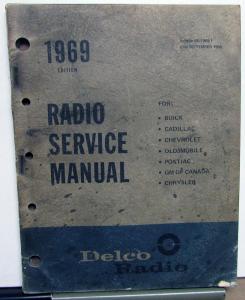 1969
EDITION
RADIO
SERVICE
MANUAL
FOR:
• BUICK
• CADILLAC
• CHEVROLET
• OLDSMOBILE
• PONTIAC
• GM OF CANADA
• CHRYSLER
Delco
Radio